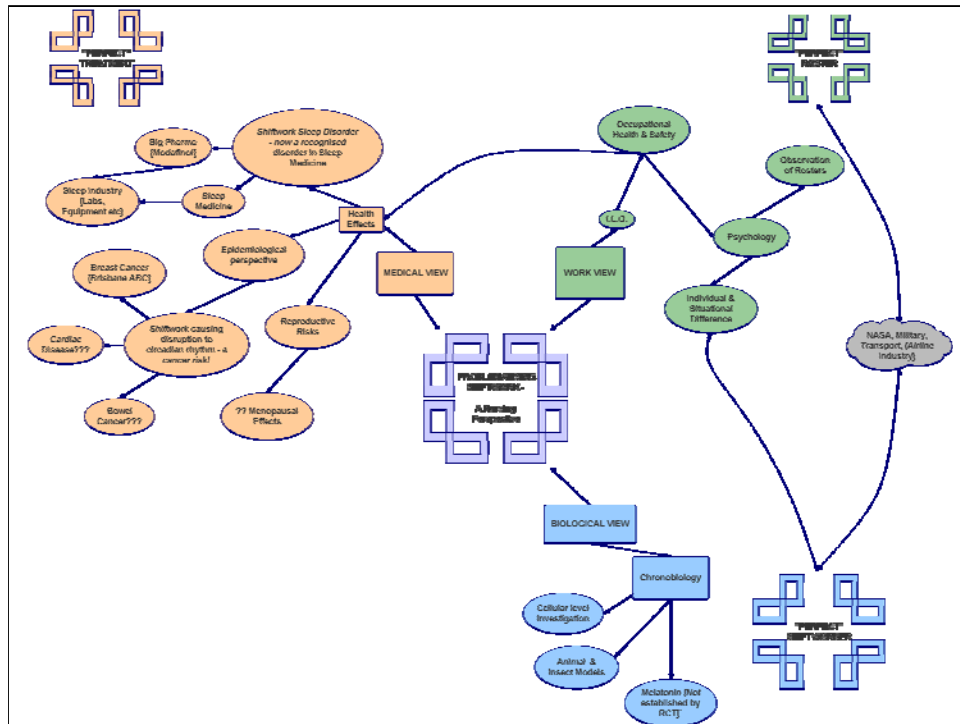 "PERFECT"
TREATMENT
"PERFECT"
ROSTER
Shiftwork Sleep Disorder
- now a recognised
disorder in Sleep
Medicine
Big Pharma
[Modafinol]
Sleep Industry
[Labs,
Equipment etc]
Sleep
Medicine
Health
Effects
Epidemiological
perspective
Breast Cancer
[Brisbane ABC]
Cardiac
Disease???
Shiftwork causing
disruption to
circadian rhythm - a
cancer risk!
Bowel
Cancer???
Reproductive
Risks
?? Menopausal
Effects
MEDICAL VIEW
Occupational
Health & Safety
I.L.O.
WORK VIEW
Observation
of Rosters
Psychology
Individual &
Situational
Difference
NASA, Military,
Transport, (Airline
Industry)
PROBLEMATISING
SHIFTWORK -
A Nursing
Perspective
BIOLOGICAL VIEW
Chronobiology
Cellular level
Investigation
Animal &
Insect Models
Melatonin [Not
established by
RCT]
"PERFECT"
SHIFTWORKER